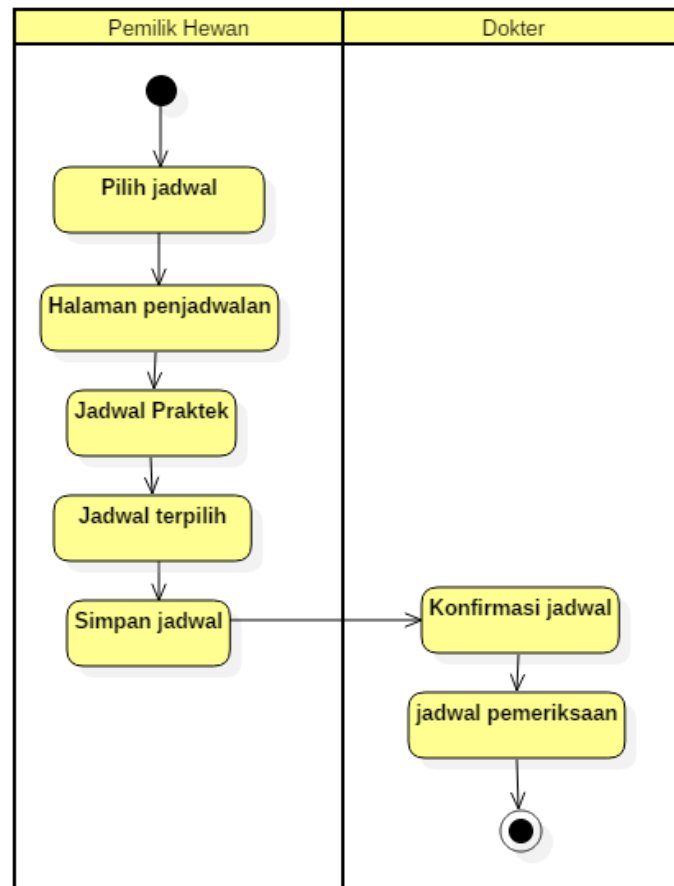 Pemilik Hewan
Dokter
Pilih jadwal
Halaman penjadwalan
Jadwal Praktek
Jadwal terpilih
Simpan jadwal
Konfirmasi jadwal
jadwal pemeriksaan